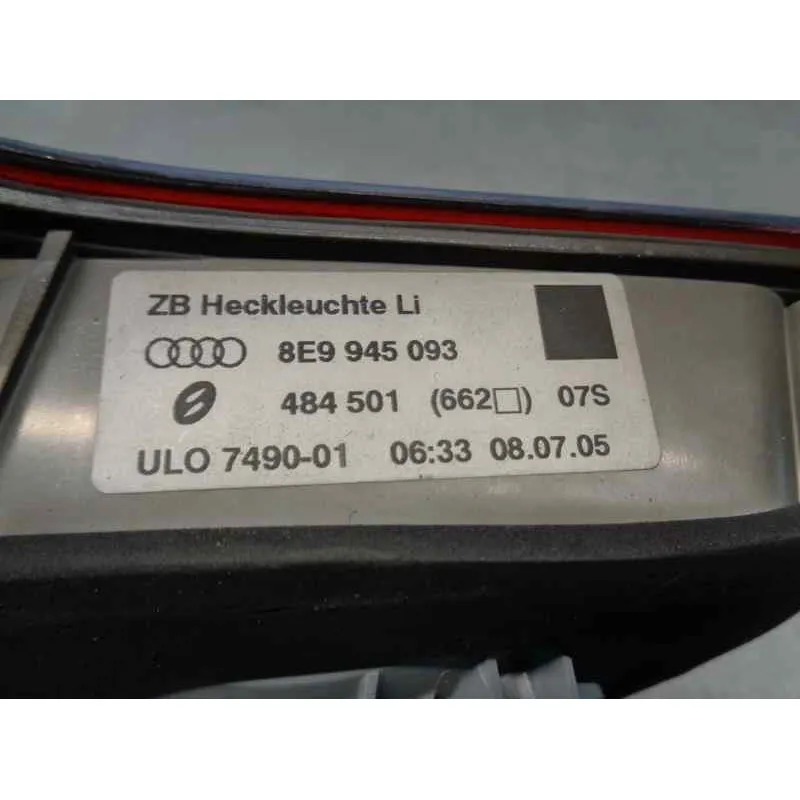 ZB Heckleuchte Li
8E9 945 093
484 501 (662□) 07S
ULO 7490-01 06:33 08.07.05